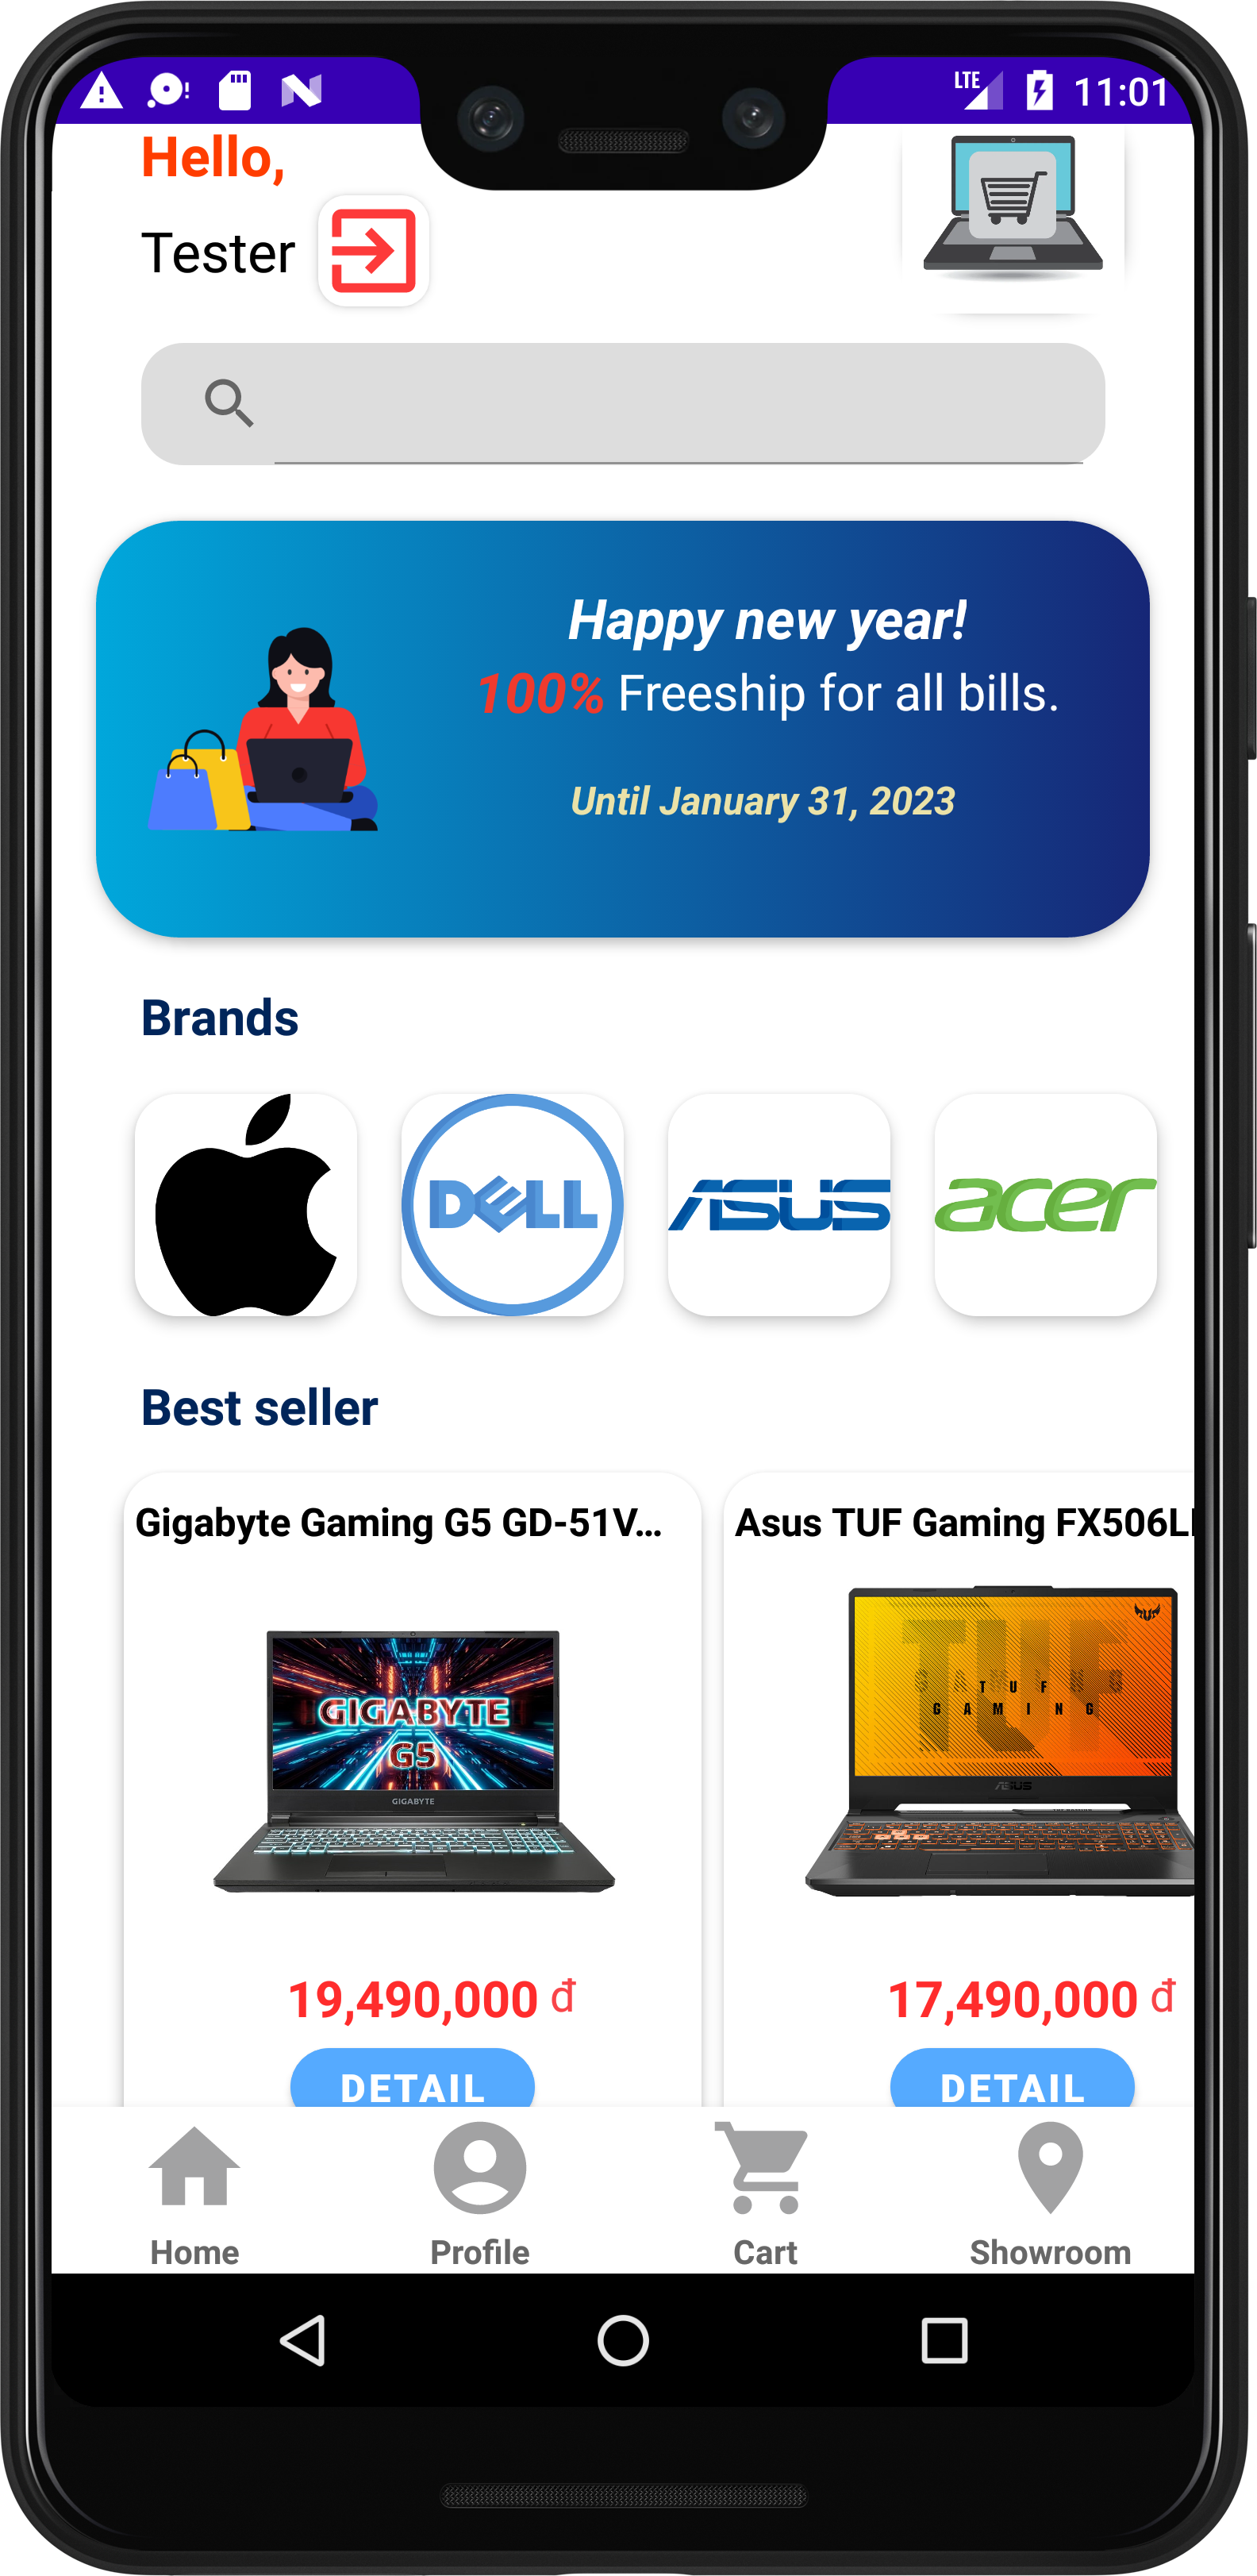 LTE 11:01
Hello,
Tester
Happy new year!
100% Freeship for all bills.
Until January 31, 2023
Brands
DELL
ASUS
acer
Best seller
Gigabyte Gaming G5 GD-51V...
Asus TUF Gaming FX506L
GIGABYTE
G5
GIGABYTE
TUF
TUF
GAMING
ASUS
19,490,000 đ
17,490,000 đ
DETAIL
DETAIL
Home
Profile
Cart
Showroom